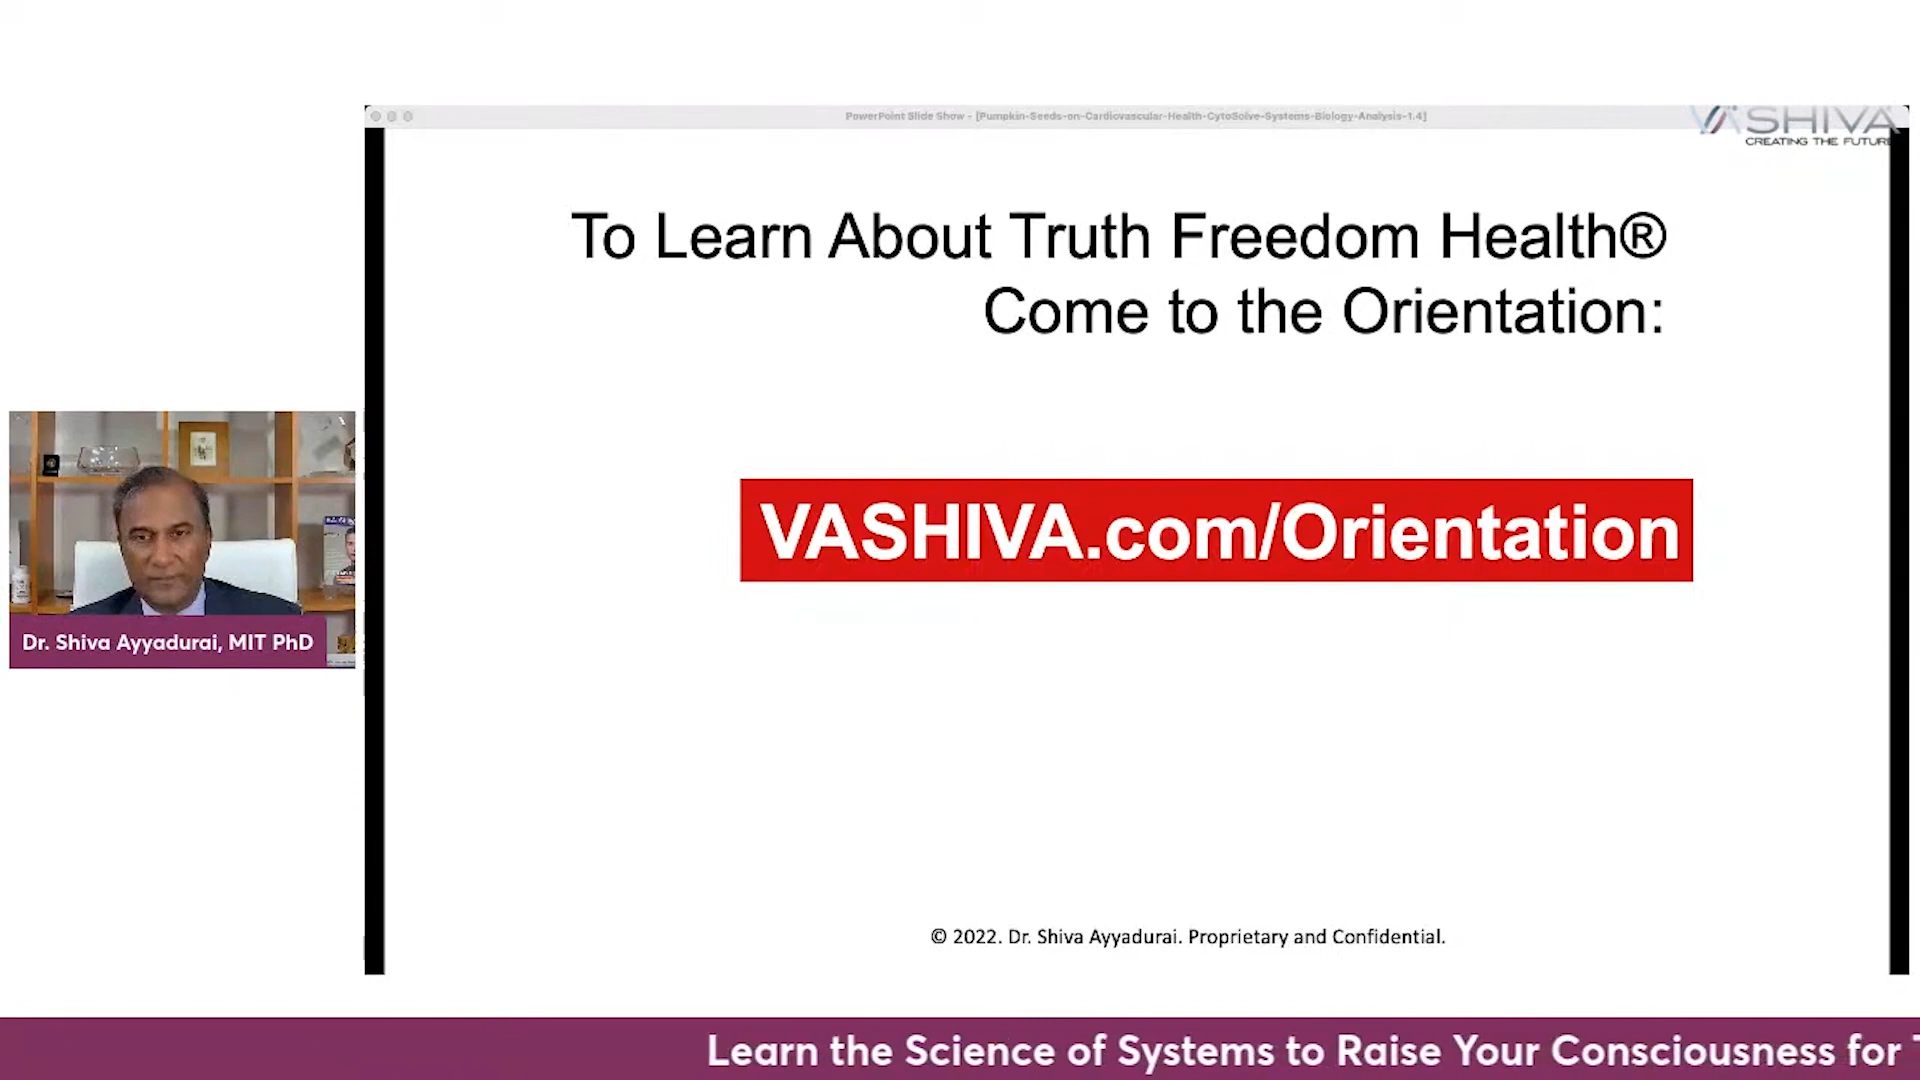 PowerPoint Slide Show - [Pumpkin-Seeds-on-Cardiovascular-Health-CytoSolve-Systems-Biology-Analysis-1.4]
VASHIVA
CREATING THE FUTURE
To Learn About Truth Freedom Health®
Come to the Orientation:
VASHIVA.com/Orientation
Dr. Shiva Ayyadurai, MIT PhD
© 2022. Dr. Shiva Ayyadurai. Proprietary and Confidential.
Learn the Science of Systems to Raise Your Consciousness for